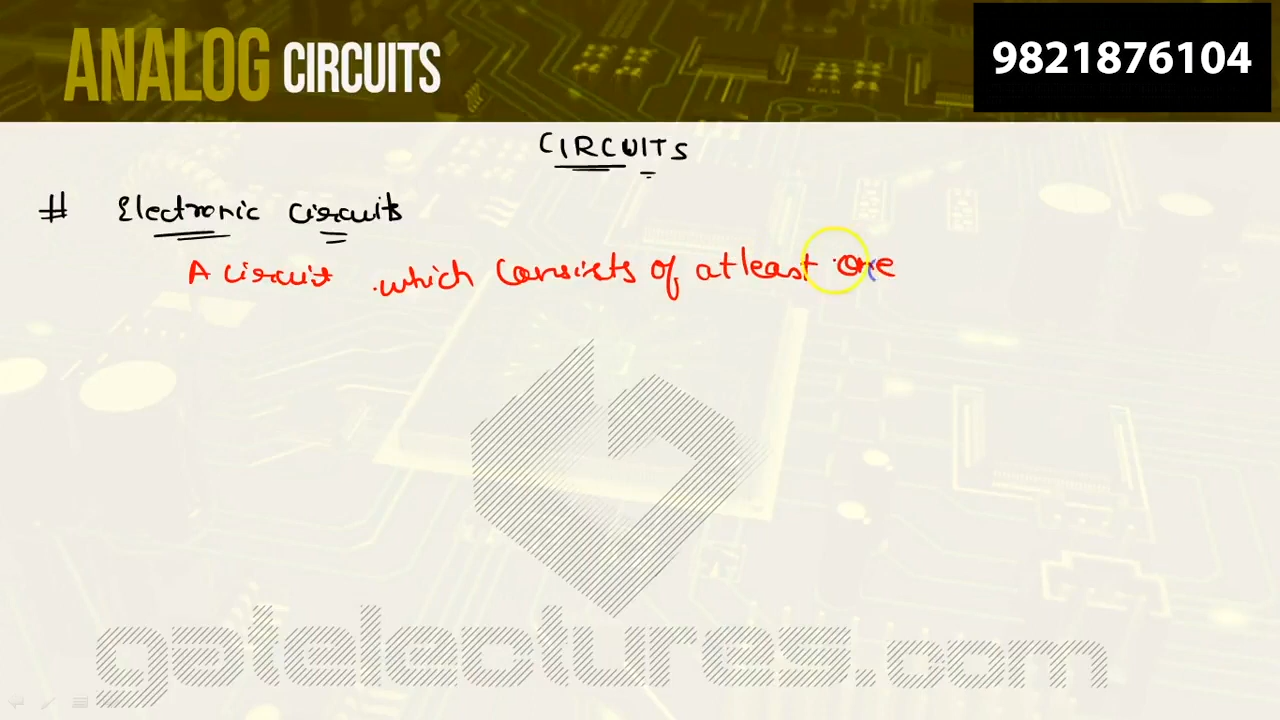 ANALOG CIRCUITS
9821876104
CIRCUITS
# Electronic circuits
A circuit which consists of atleast one
gatelectures.com